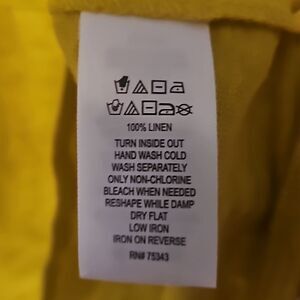 100% LINEN
TURN INSIDE OUT
HAND WASH COLD
WASH SEPARATELY
ONLY NON-CHLORINE
BLEACH WHEN NEEDED
RESHAPE WHILE DAMP
DRY FLAT
LOW IRON
IRON ON REVERSE
RN# 75343